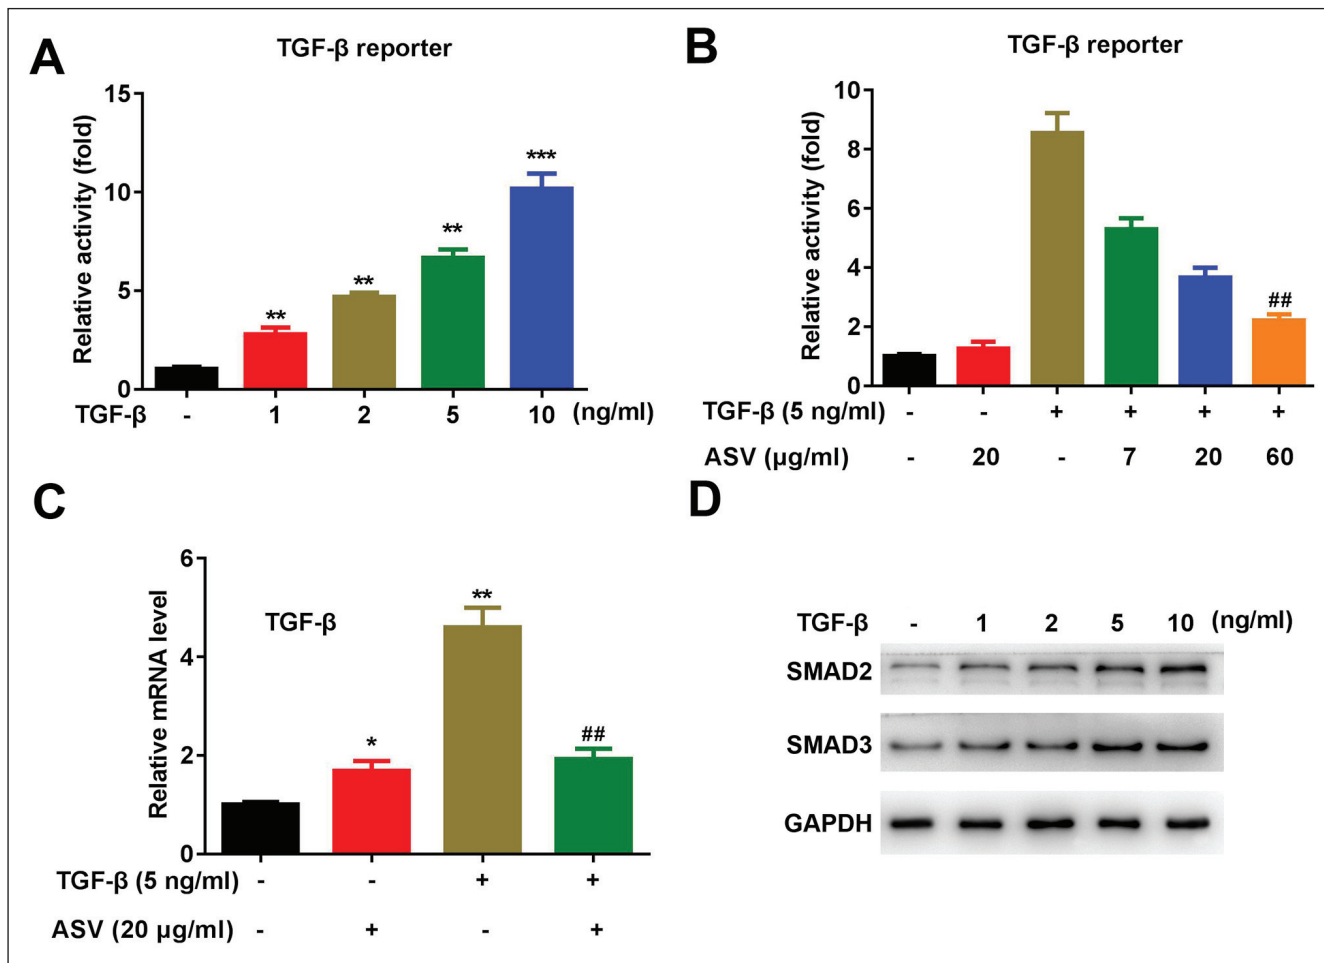 A
TGF-β reporter
Relative activity (fold)
15
10
5
0
**
**
**
***
TGF-β - 1 2 5 10 (ng/ml)
B
TGF-β reporter
Relative activity (fold)
10
8
6
4
2
0
##
TGF-β (5 ng/ml) - - + + + +
ASV (µg/ml) - 20 - 7 20 60
C
Relative mRNA level
TGF-β
6
4
2
0
*
**
##
TGF-β (5 ng/ml) - - + +
ASV (20 µg/ml) - + - +
D
TGF-β - 1 2 5 10 (ng/ml)
SMAD2
SMAD3
GAPDH